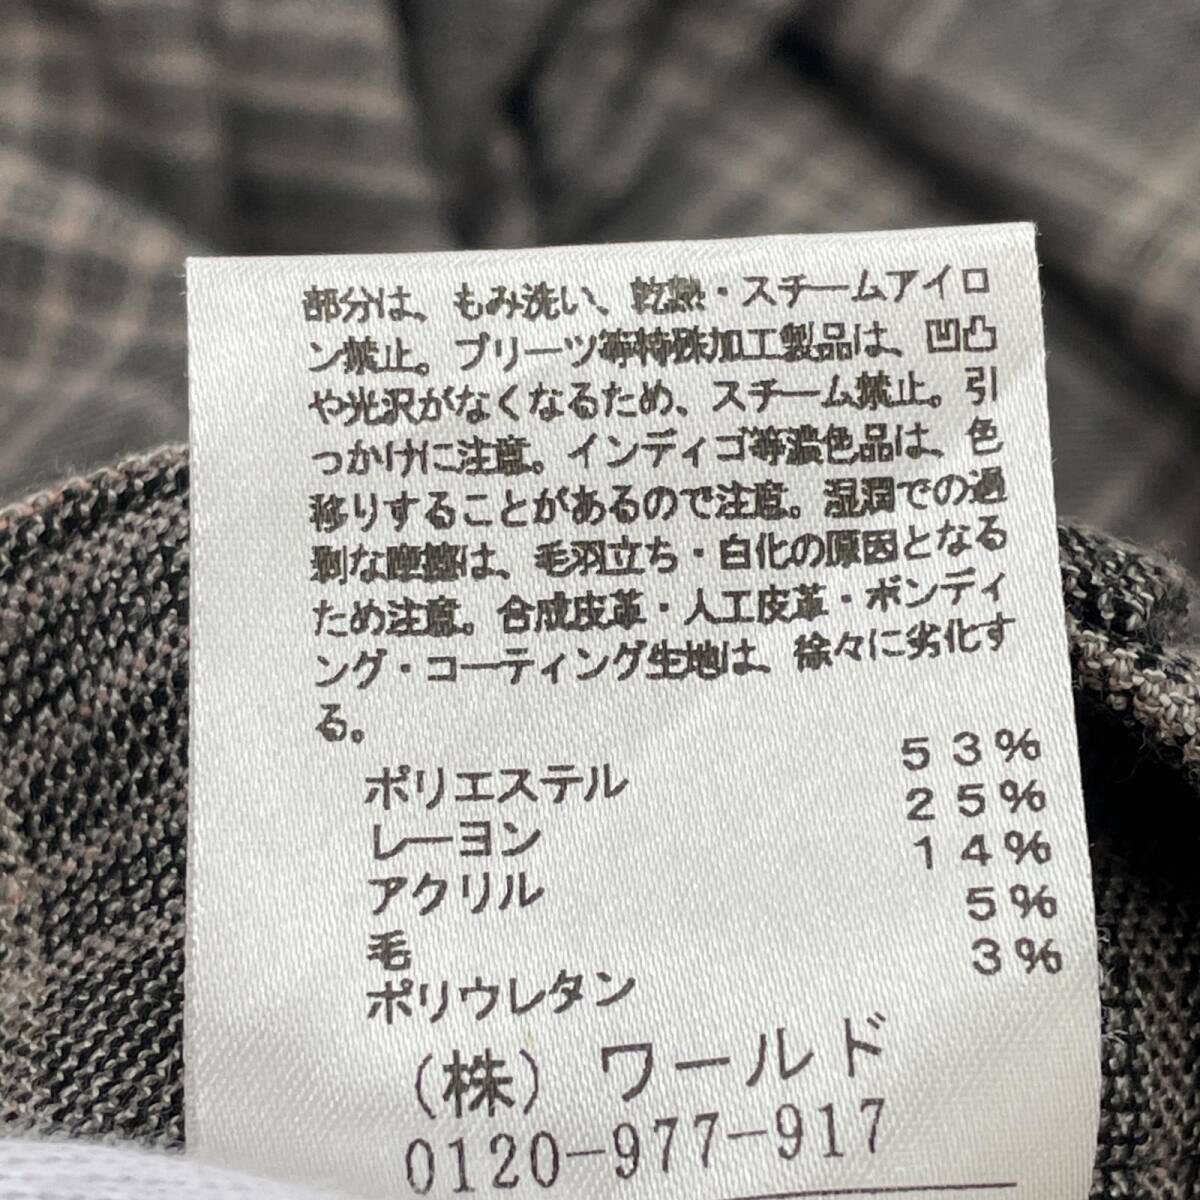 部分は、もみ洗い、乾熱・スチームアイロ
ン禁止。プリーツ等特殊加工製品は、凹凸
や光沢がなくなるため、スチーム禁止。引
っかけに注意。インディゴ等濃色品は、色
移りすることがあるので注意。湿潤での過
剰な摩擦は、毛羽立ち・白化の原因となる
ため注意。合成皮革・人工皮革・ボンディ
ング・コーティング生地は、徐々に劣化す
る。
ポリエステル 53%
レーヨン 25%
アクリル 14%
毛 5%
ポリウレタン 3%
(株) ワールド
0120-977-917